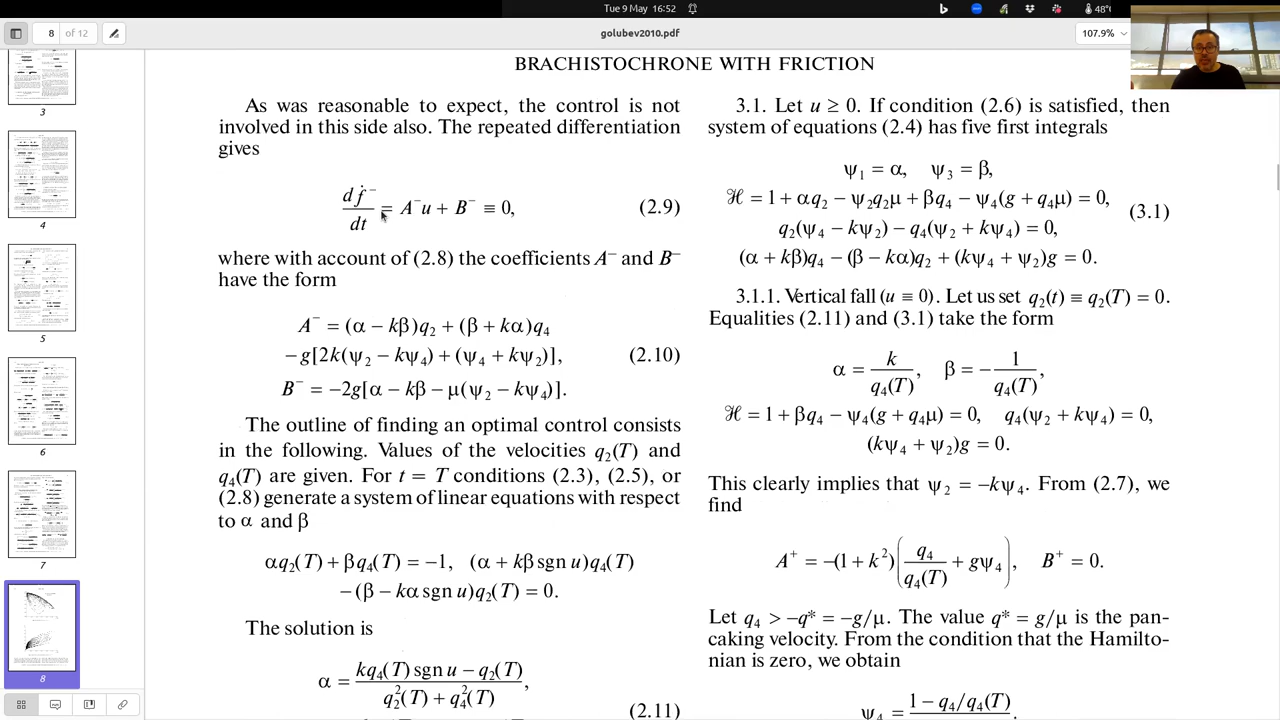 Tue 9 May 16:52
48°
8 of 12
golubev2010.pdf
107.9%
3
4
5
6
7
8
BRACHISTOCHRONE WITH FRICTION
As was reasonable to expect, the control is not
involved in this side also. The repeated differentiation
gives
dḟ⁻/dt = A⁻u + B⁻ ≡ 0, (2.9)
where with account of (2.8) the coefficients A⁻ and B⁻
have the form
A⁻ = (α – kβ)q₂ + (β + kα)q₄
–g[2k(ψ₂ – kψ₄) + (ψ₄ + kψ₂)], (2.10)
B⁻ = –2g[α – kβ – μ(ψ₂ – kψ₄)].
The outline of finding an optimal control consists
in the following. Values of the velocities q₂(T) and
q₄(T) are given. For t = T conditions (2.3), (2.5), or
(2.8) generate a system of linear equations with respect
to α and β
αq₂(T) + βq₄(T) = –1, (α + kβ sgn u)q₄(T)
– (β – kα sgn u)q₂(T) = 0.
The solution is
α = (kq₄(T) sgn u – q₂(T))/(q₂²(T) + q₄²(T)),
(2.11)
3.1. Let u ≥ 0. If condition (2.6) is satisfied, then
system of equations (2.4) has five first integrals
ψ₁ = α, ψ₃ = β,
ℋ = 1 + αq₂ – ψ₂q₂μ + βq₄ – ψ₄(g + q₄μ) = 0,
q₂(ψ₄ – kψ₂) – q₄(ψ₂ + kψ₄) = 0, (3.1)
(α + kβ)q₄ – (β – kα)q₂ + (kψ₄ + ψ₂)g = 0.
3.1.1. Vertical fall (u ≡ 0). Let us set q₂(t) ≡ q₂(T) = 0.
Equalities (2.11) and (3.1) take the form
α = k/q₄(T), β = –1/q₄(T),
ℋ = 1 + βq₄ – ψ₄(g + q₄μ) = 0, q₄(ψ₂ + kψ₄) = 0,
(kψ₄ + ψ₂)g = 0.
This clearly implies that ψ₂ = –kψ₄. From (2.7), we
find
A⁺ = –(1 + k²)(q₄/q₄(T) + gψ₄), B⁺ = 0.
Let q₄ > –q* = –g/μ. The value q* = g/μ is the pan-
caking velocity. From the condition that the Hamilto-
nian is zero, we obtain
ψ₄ = (1 – q₄/q₄(T))